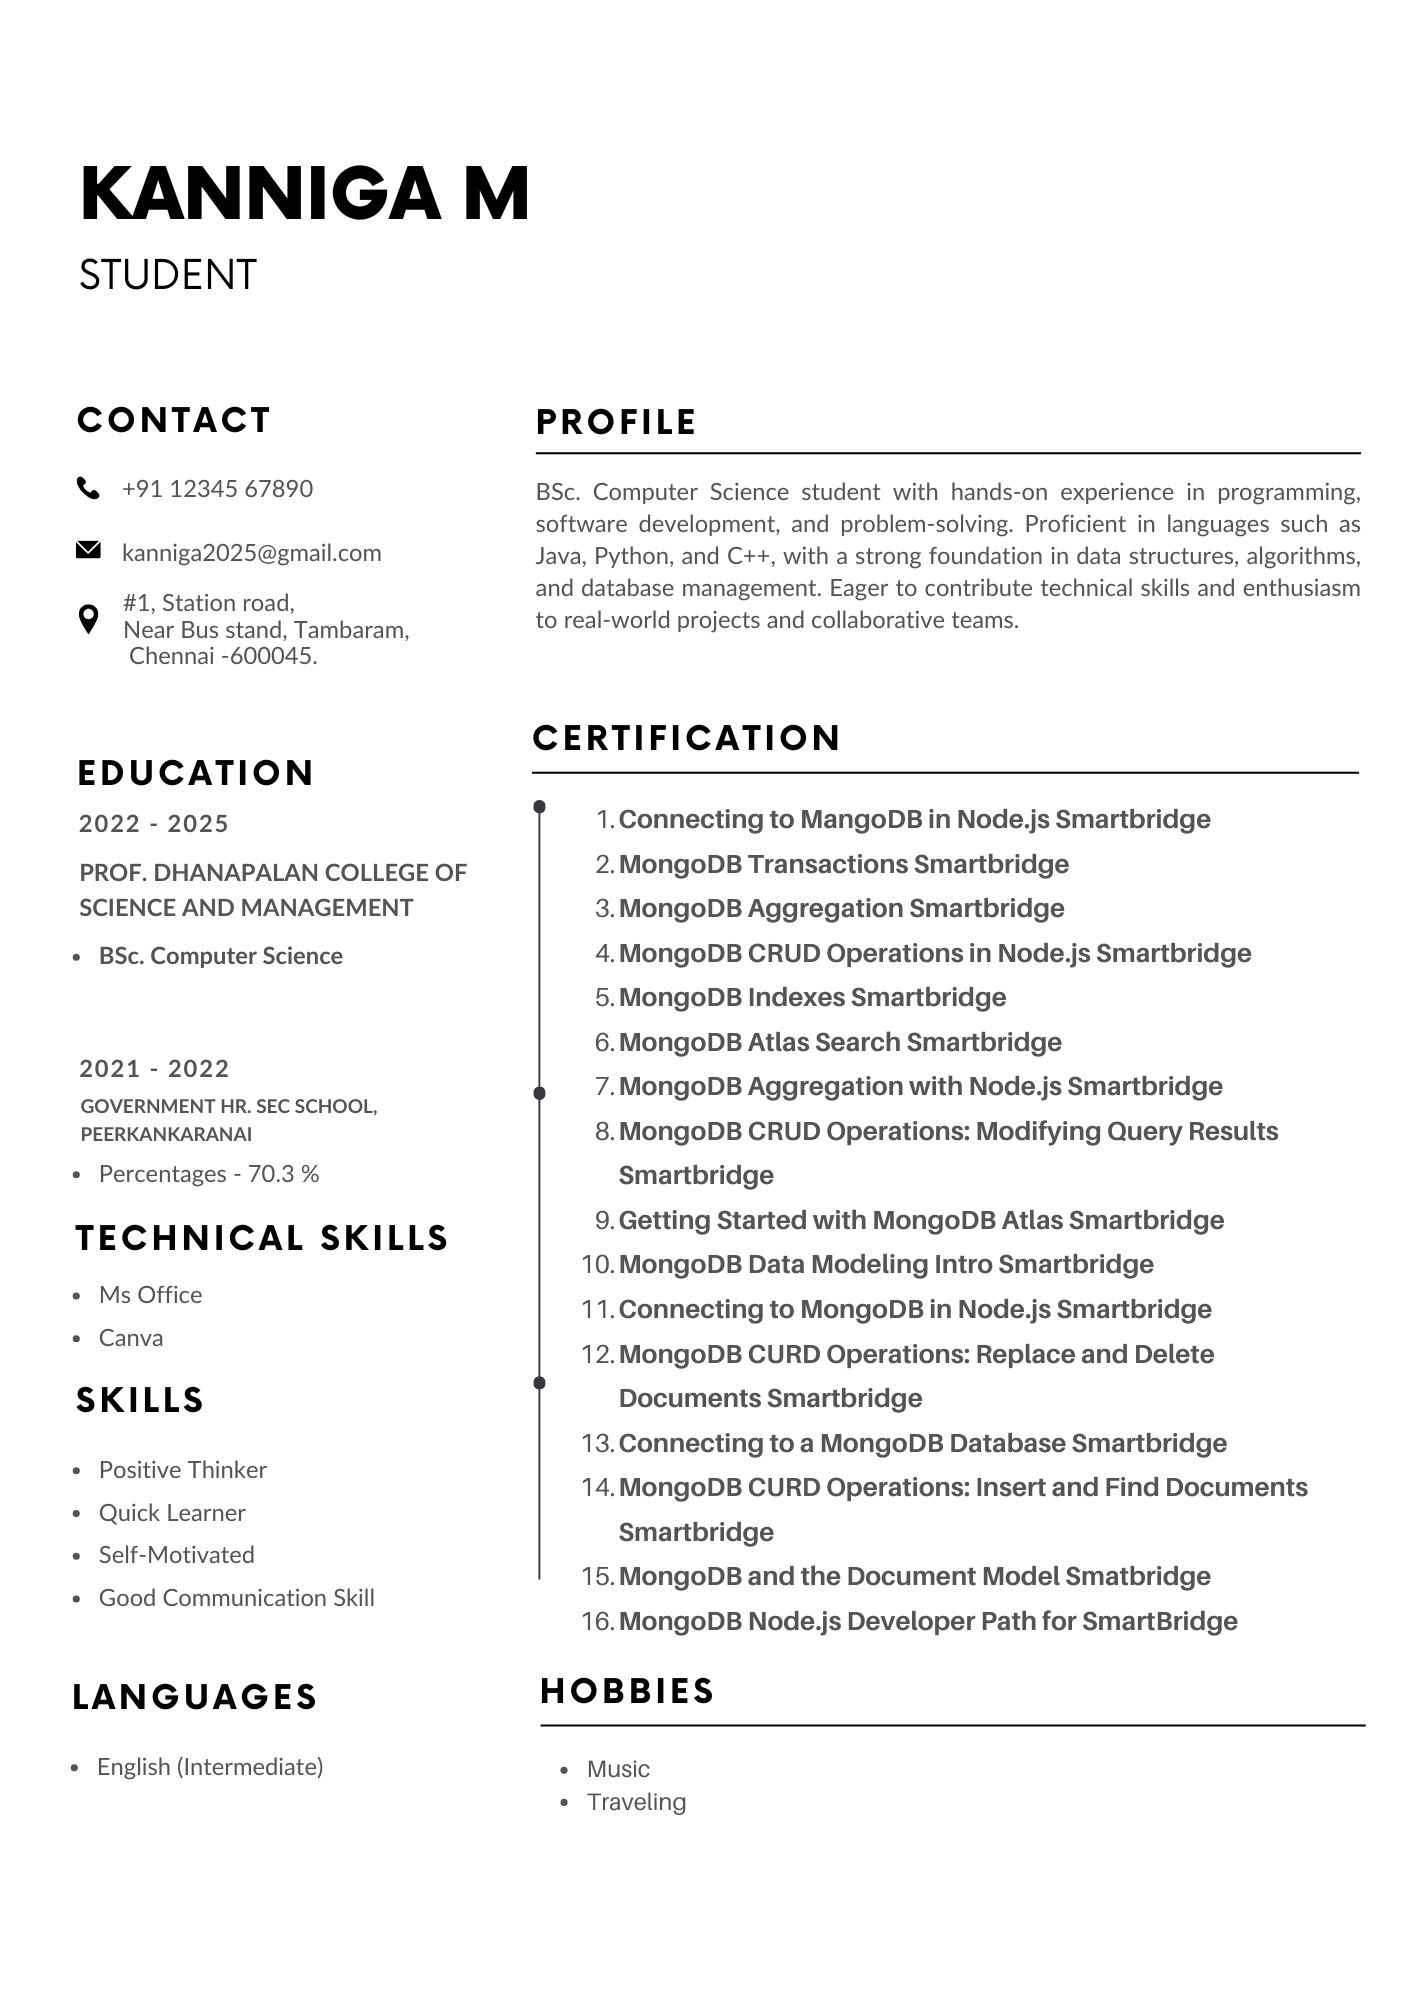 KANNIGA M
STUDENT
CONTACT
+91 12345 67890
kanniga2025@gmail.com
#1, Station road,
Near Bus stand, Tambaram,
Chennai -600045.
EDUCATION
2022 - 2025
PROF. DHANAPALAN COLLEGE OF
SCIENCE AND MANAGEMENT
• BSc. Computer Science
2021 - 2022
GOVERNMENT HR. SEC SCHOOL,
PEERKANKARANAI
• Percentages - 70.3 %
TECHNICAL SKILLS
• Ms Office
• Canva
SKILLS
• Positive Thinker
• Quick Learner
• Self-Motivated
• Good Communication Skill
LANGUAGES
• English (Intermediate)
PROFILE
BSc. Computer Science student with hands-on experience in programming,
software development, and problem-solving. Proficient in languages such as
Java, Python, and C++, with a strong foundation in data structures, algorithms,
and database management. Eager to contribute technical skills and enthusiasm
to real-world projects and collaborative teams.
CERTIFICATION
1. Connecting to MangoDB in Node.js Smartbridge
2. MongoDB Transactions Smartbridge
3. MongoDB Aggregation Smartbridge
4. MongoDB CRUD Operations in Node.js Smartbridge
5. MongoDB Indexes Smartbridge
6. MongoDB Atlas Search Smartbridge
7. MongoDB Aggregation with Node.js Smartbridge
8. MongoDB CRUD Operations: Modifying Query Results
Smartbridge
9. Getting Started with MongoDB Atlas Smartbridge
10. MongoDB Data Modeling Intro Smartbridge
11. Connecting to MongoDB in Node.js Smartbridge
12. MongoDB CURD Operations: Replace and Delete
Documents Smartbridge
13. Connecting to a MongoDB Database Smartbridge
14. MongoDB CURD Operations: Insert and Find Documents
Smartbridge
15. MongoDB and the Document Model Smatbridge
16. MongoDB Node.js Developer Path for SmartBridge
HOBBIES
• Music
• Traveling